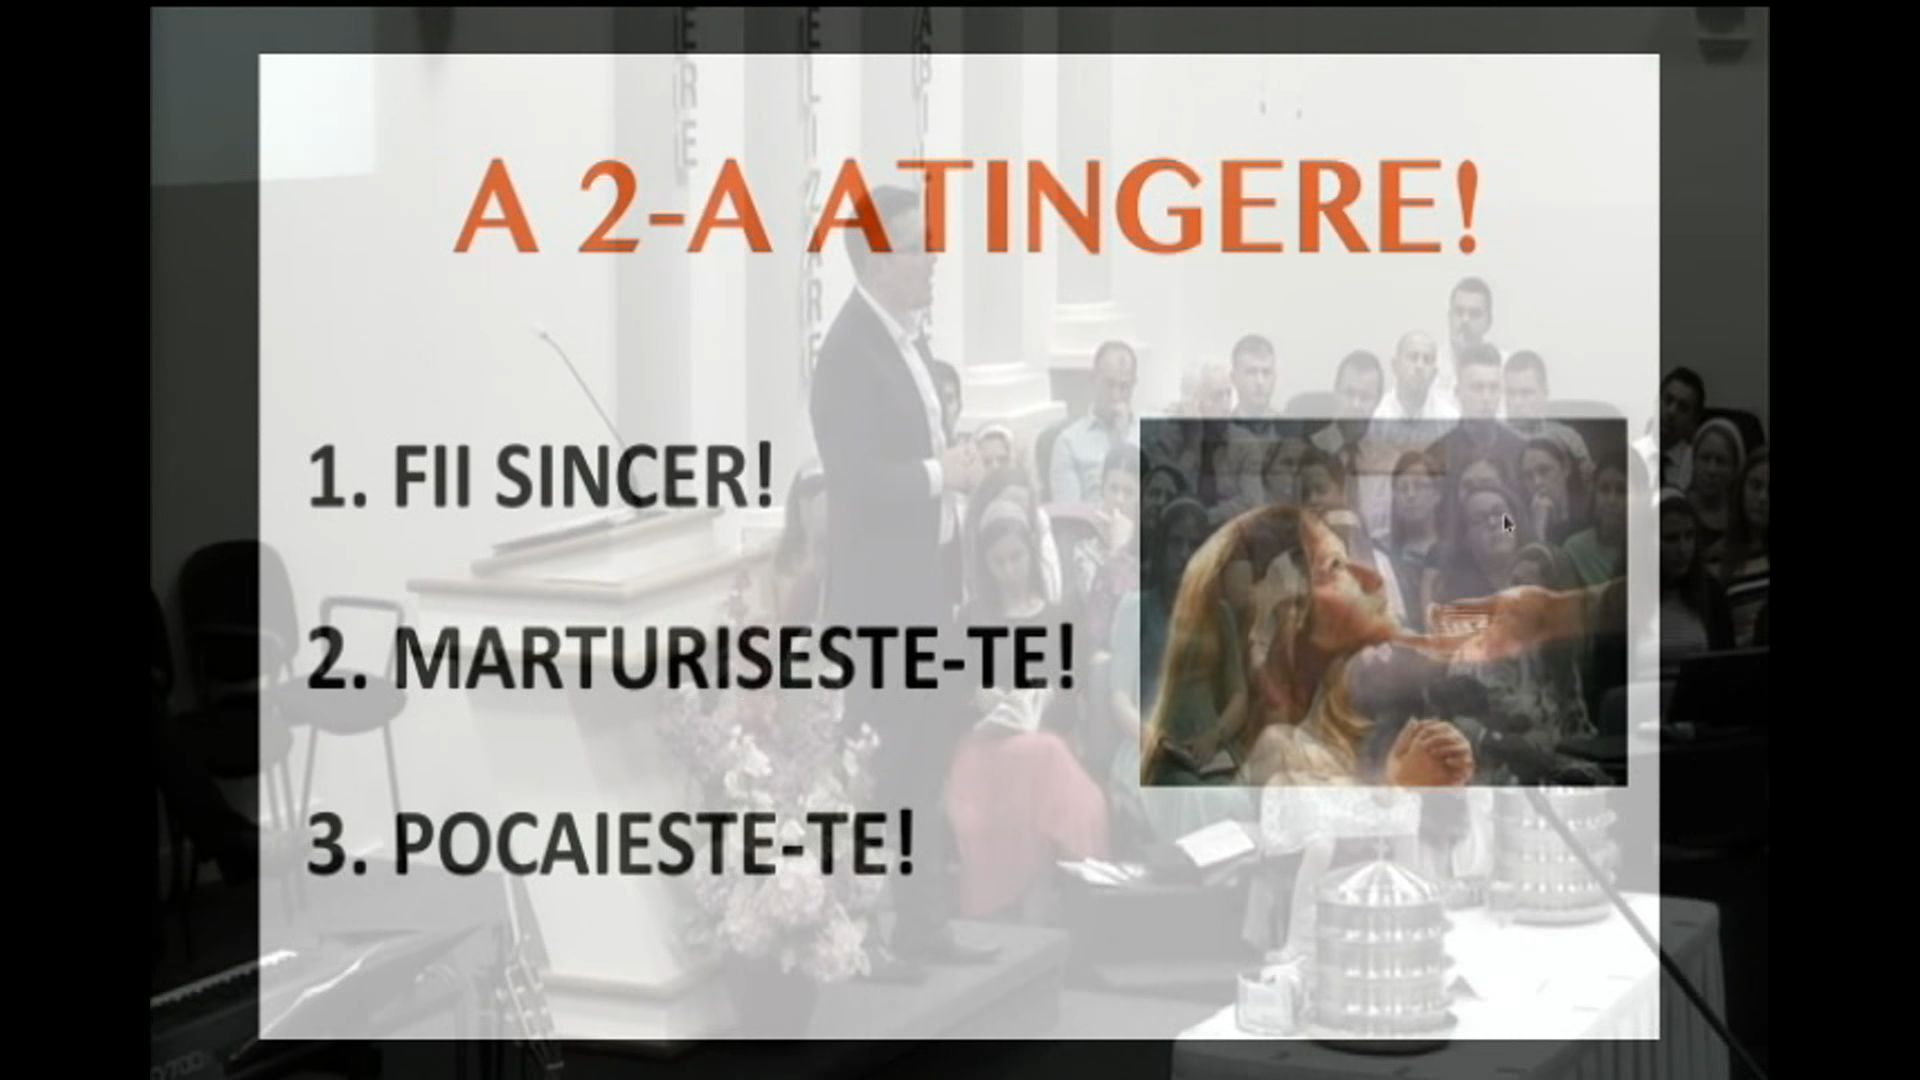 A 2-A ATINGERE!
1. FII SINCER!
2. MARTURISESTE-TE!
3. POCAIESTE-TE!